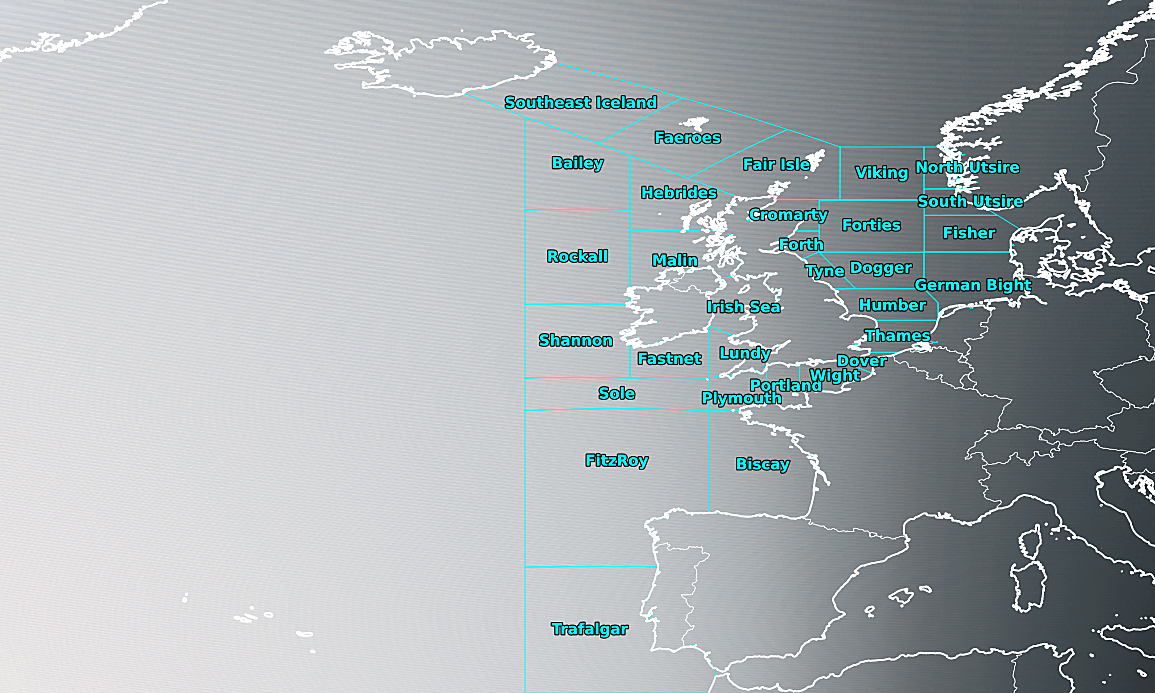 Southeast Iceland
Faeroes
Bailey
Fair Isle
Viking
North Utsire
Hebrides
South Utsire
Cromarty
Forties
Fisher
Forth
Rockall
Malin
Tyne
Dogger
German Bight
Irish Sea
Humber
Shannon
Thames
Fastnet
Lundy
Dover
Wight
Portland
Sole
Plymouth
FitzRoy
Biscay
Trafalgar